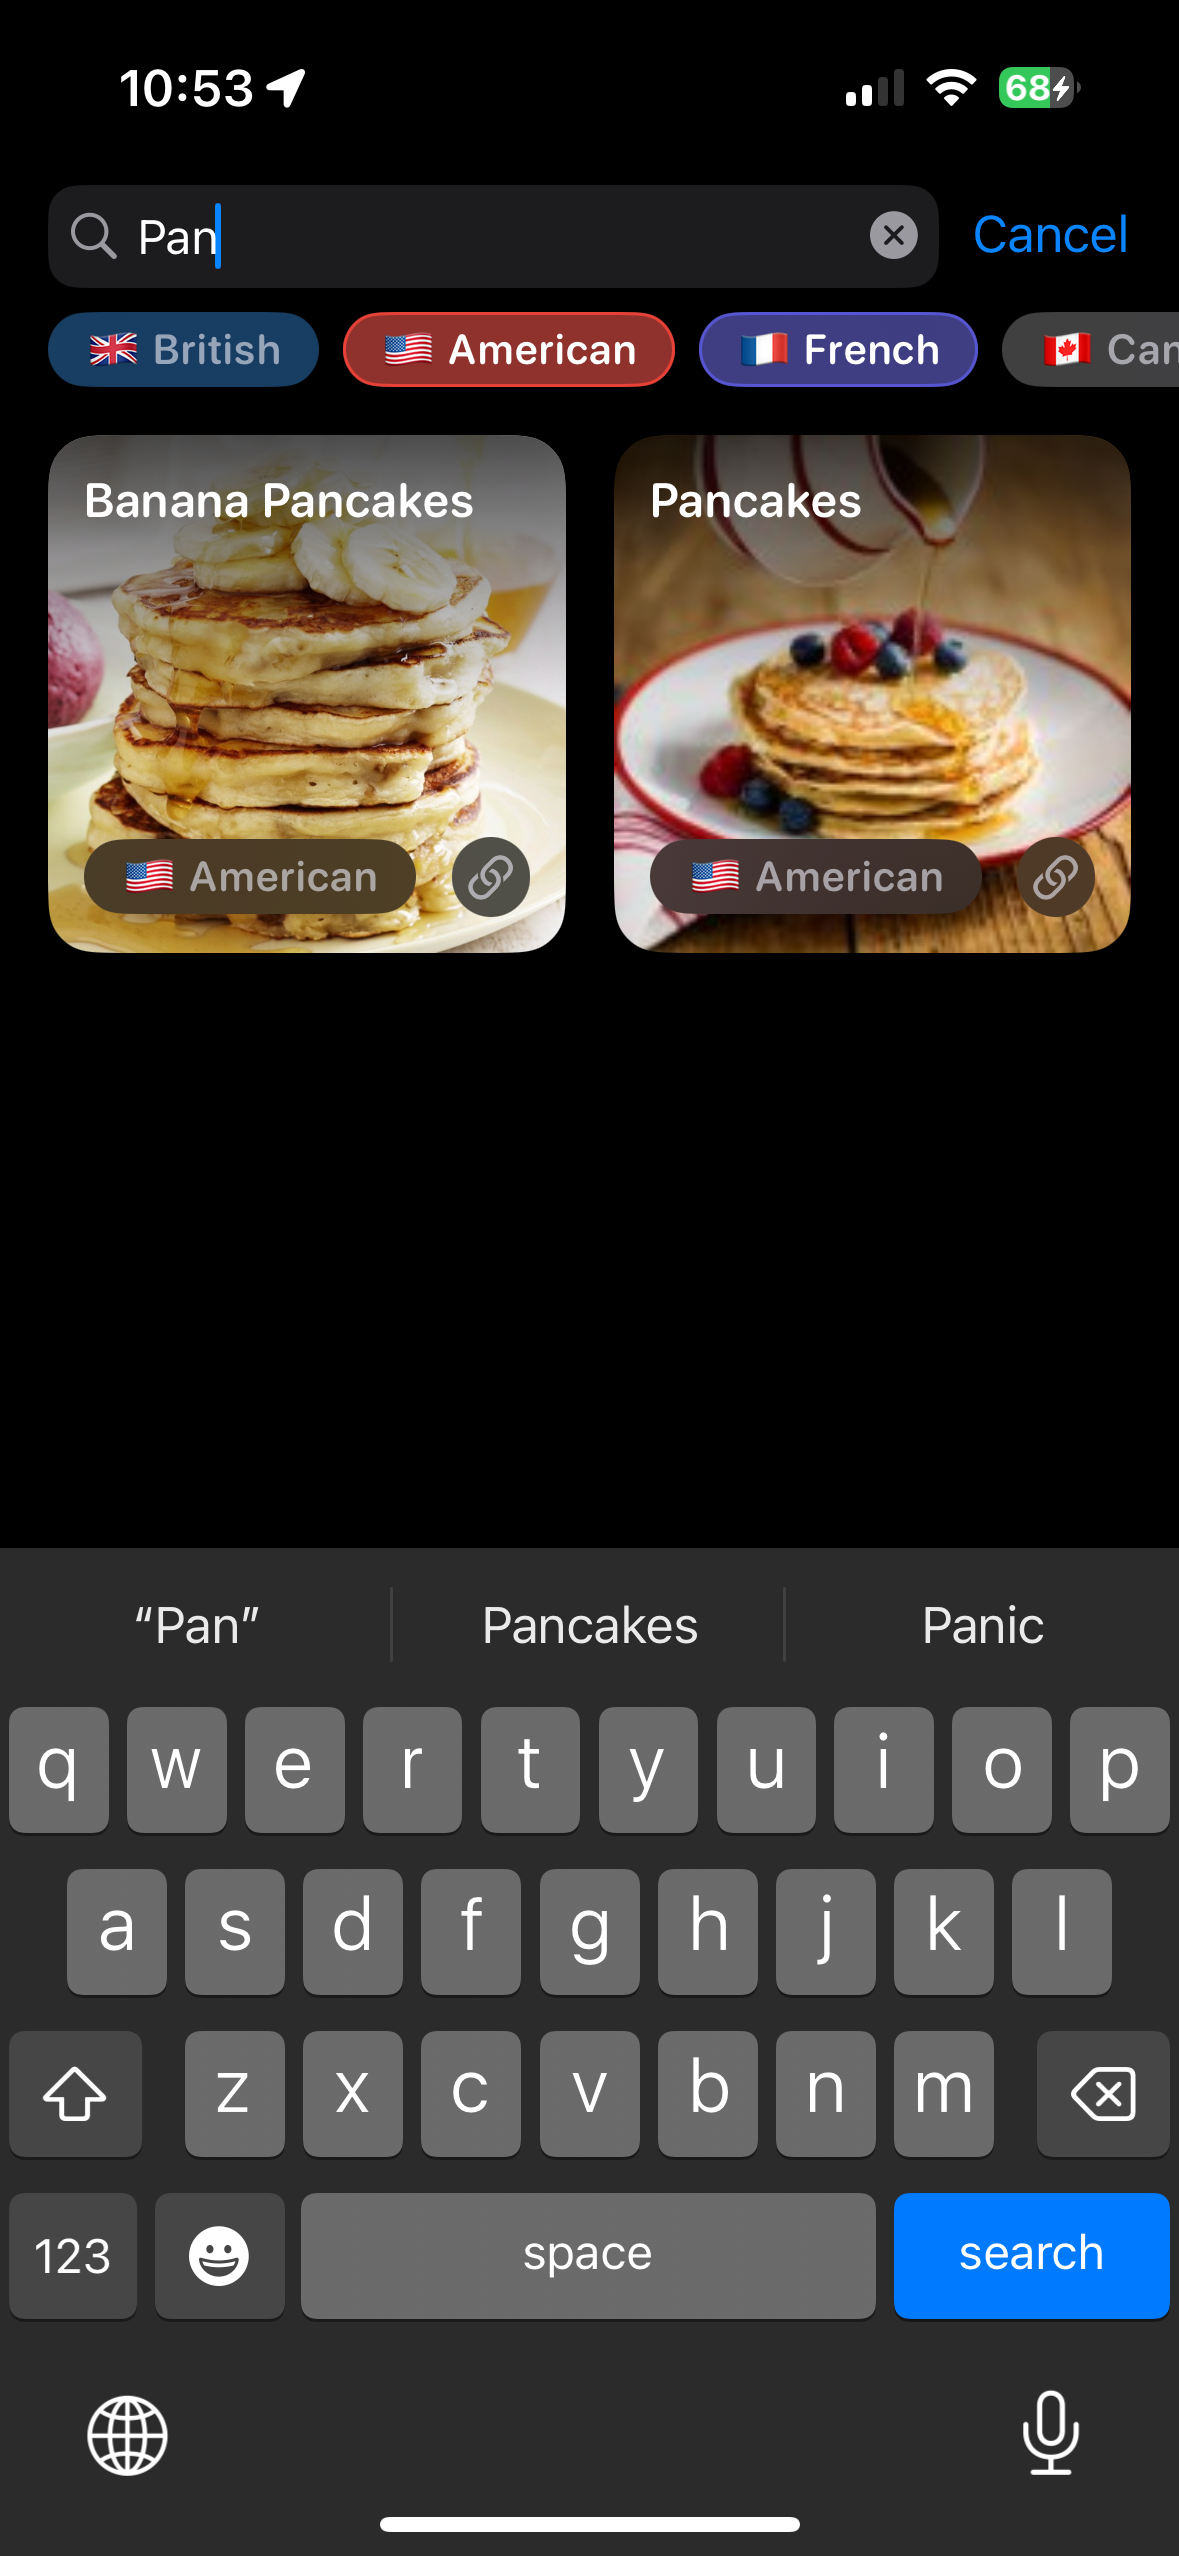 10:53
68
Pan
Cancel
British
American
French
Can
Banana Pancakes
Pancakes
American
American
“Pan”
Pancakes
Panic
q w e r t y u i o p
a s d f g h j k l
z x c v b n m
123
space
search